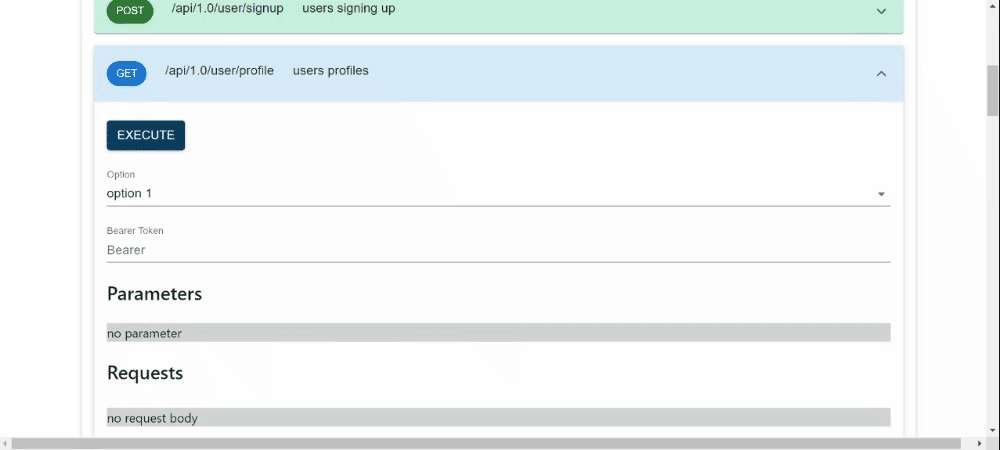 POST /api/1.0/user/signup users signing up
GET /api/1.0/user/profile users profiles
EXECUTE
Option
option 1
Bearer Token
Bearer
Parameters
no parameter
Requests
no request body